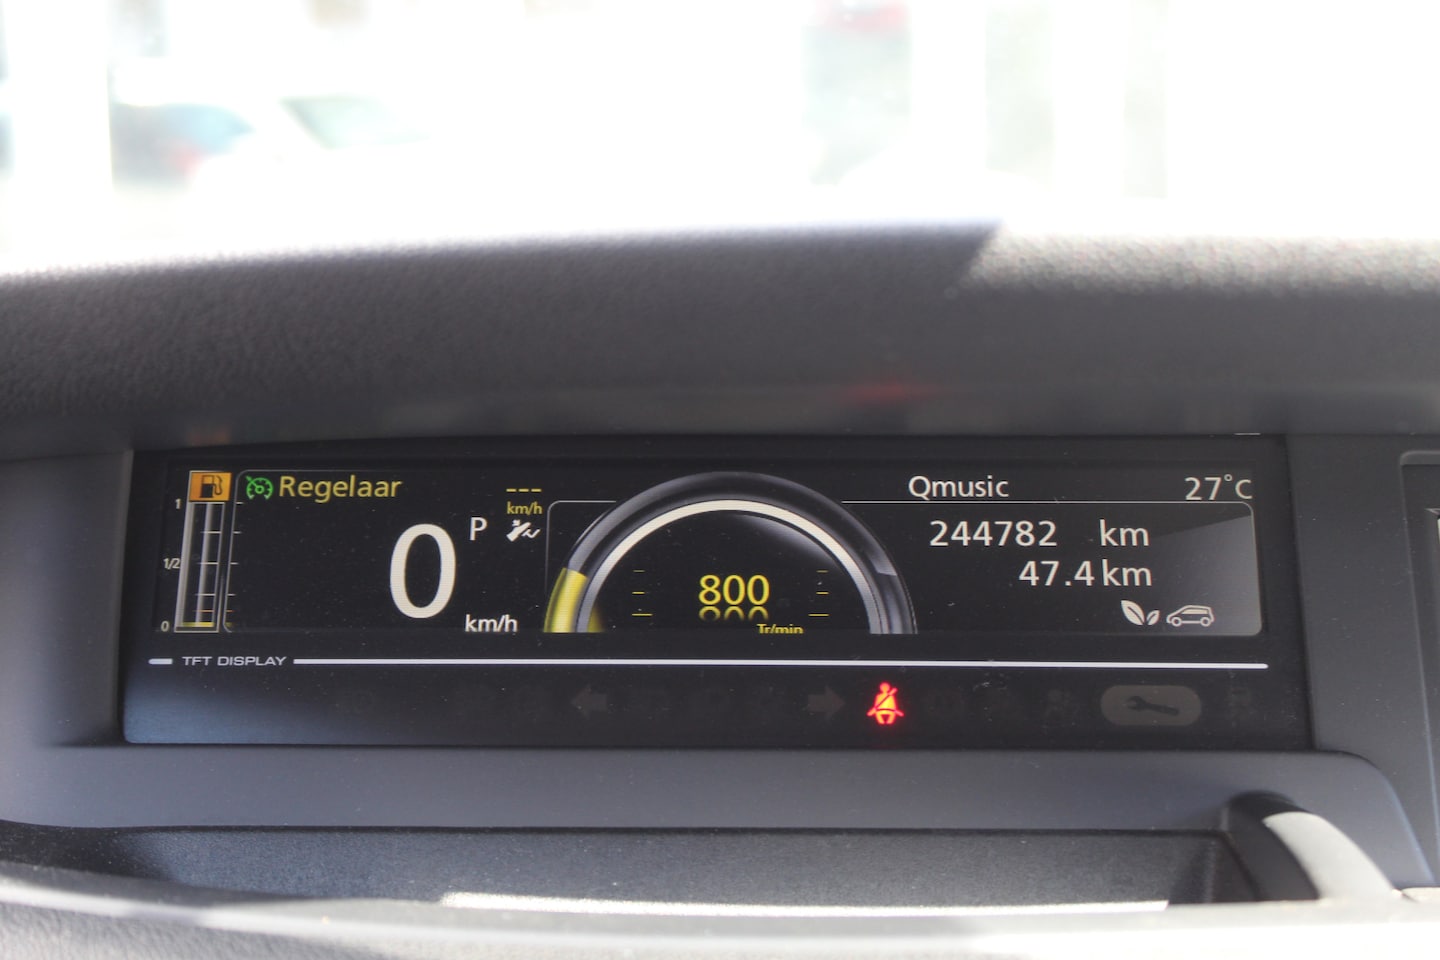 Regelaar
---
km/h
Qmusic
27°C
1
1/2
0
0
P
km/h
800
Tr/min
244782 km
47.4 km
TFT DISPLAY